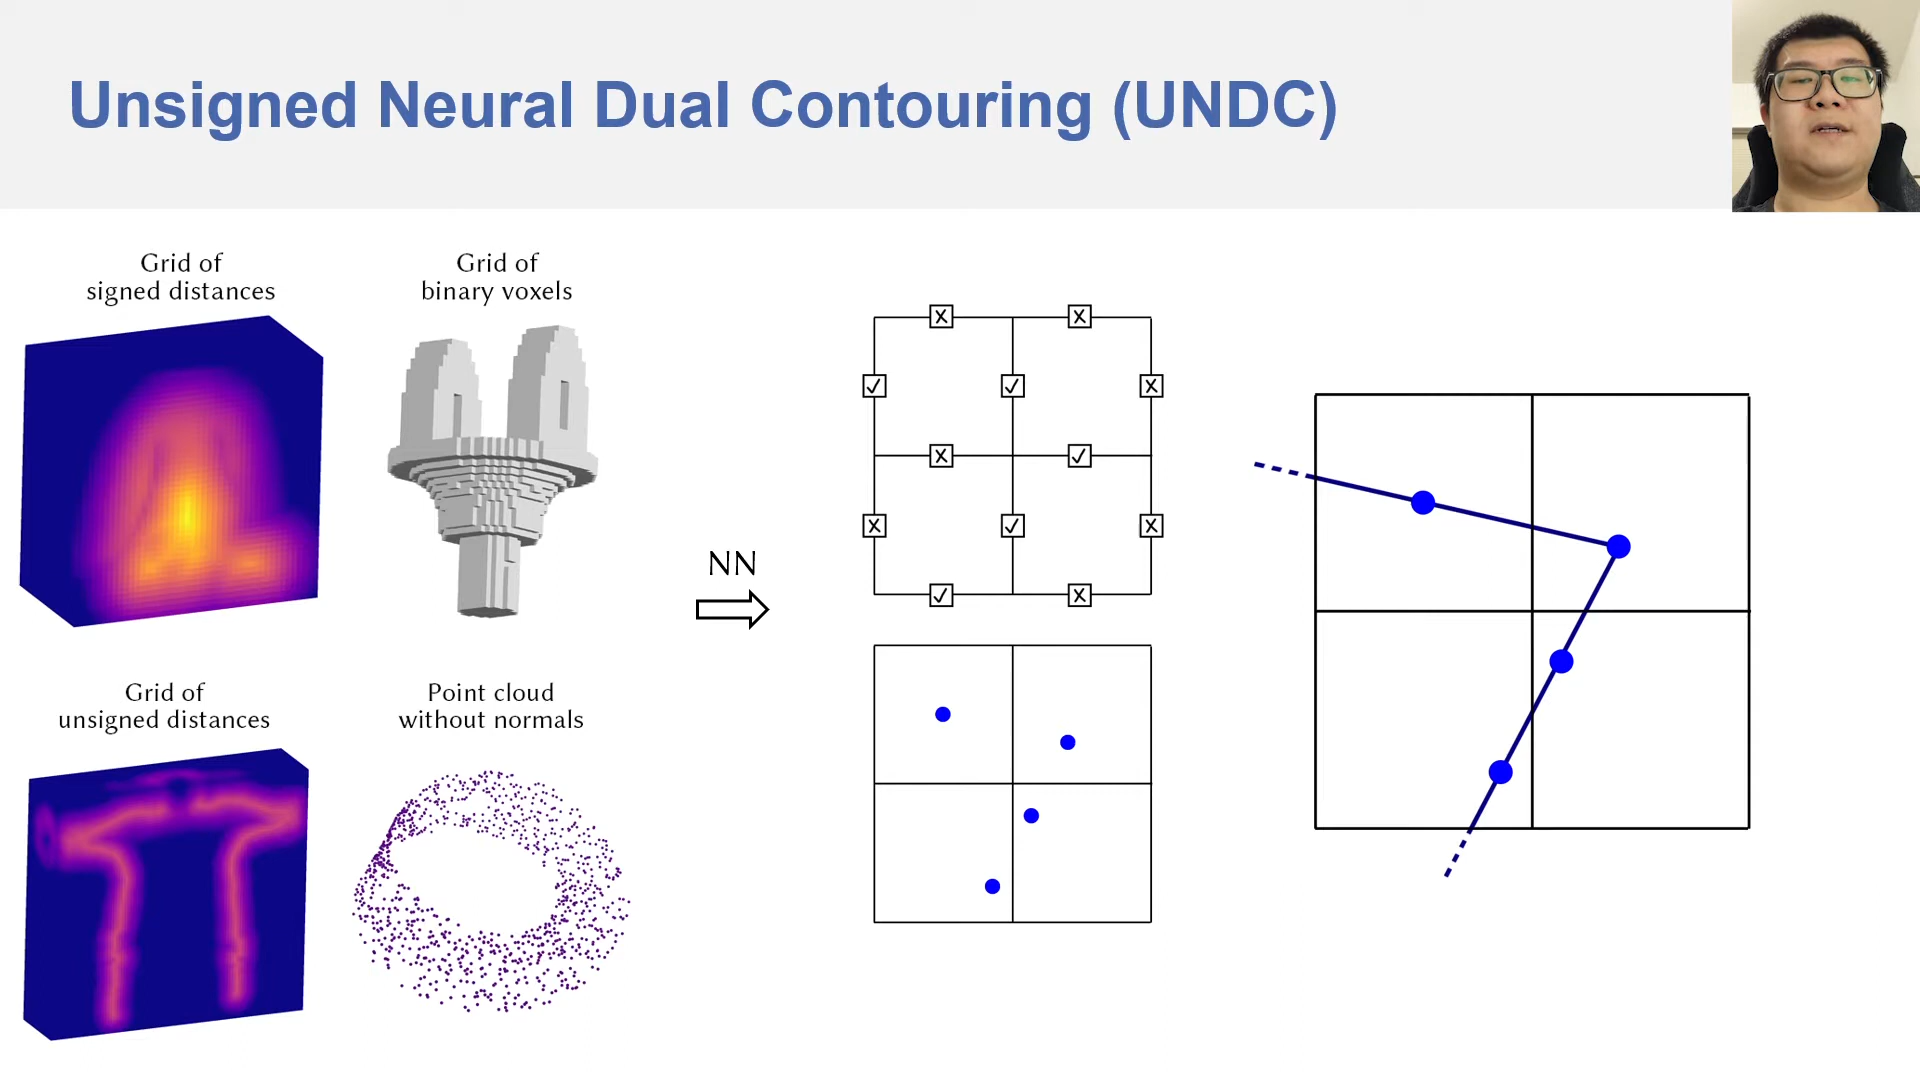 Unsigned Neural Dual Contouring (UNDC)
Grid of
signed distances
Grid of
binary voxels
Grid of
unsigned distances
Point cloud
without normals
NN
X X
✓ ✓ X
X ✓
X ✓ X
✓ X